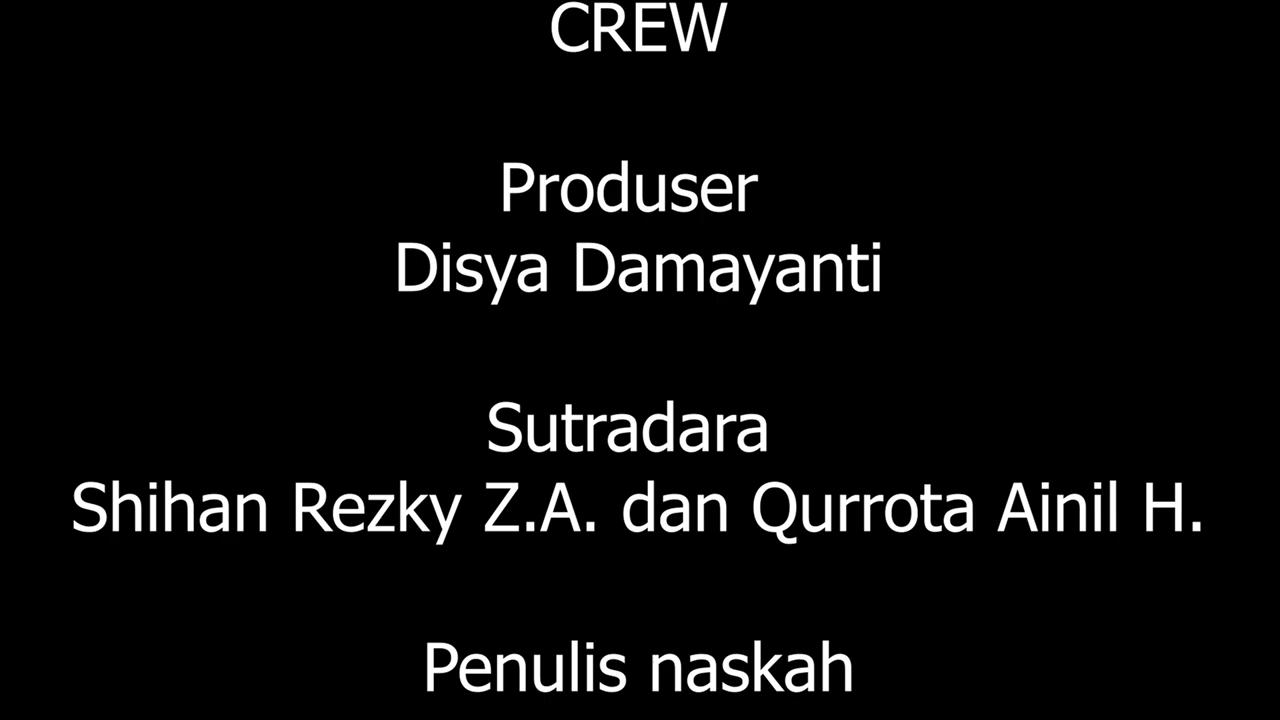 CREW
Produser
Disya Damayanti
Sutradara
Shihan Rezky Z.A. dan Qurrota Ainil H.
Penulis naskah